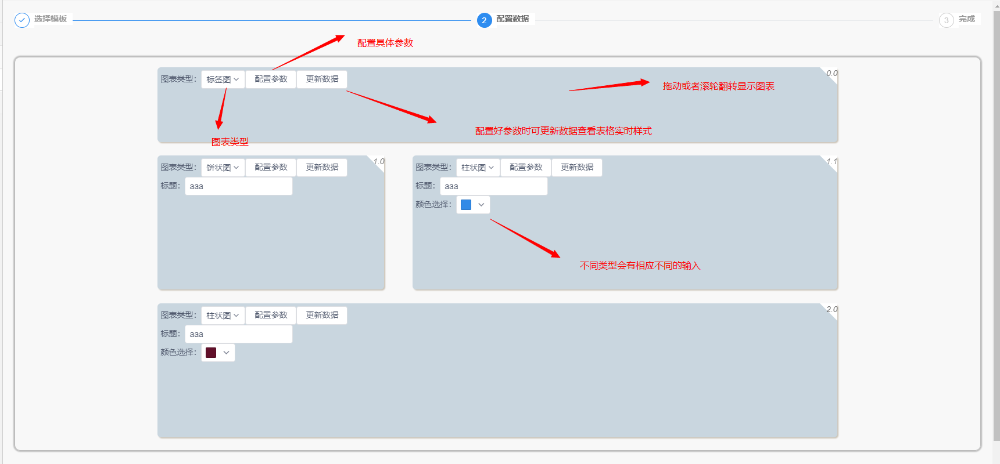 选择模板
2 配置数据
3 完成
配置具体参数
图表类型: 标签图 配置参数 更新数据
0.0
拖动或者滚轮翻转显示图表
配置好参数时可更新数据查看表格实时样式
图表类型
图表类型: 饼状图 配置参数 更新数据
1.0
标题: aaa
图表类型: 柱状图 配置参数 更新数据
1.1
标题: aaa
颜色选择:
不同类型会有相应不同的输入
图表类型: 柱状图 配置参数 更新数据
2.0
标题: aaa
颜色选择: